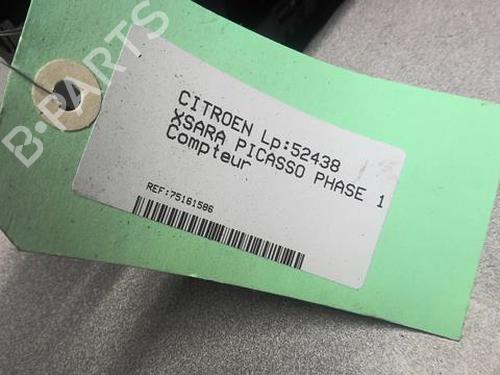 B-PARTS
CITROEN Lp:52438
XSARA PICASSO PHASE 1
Compteur
REF:75161586